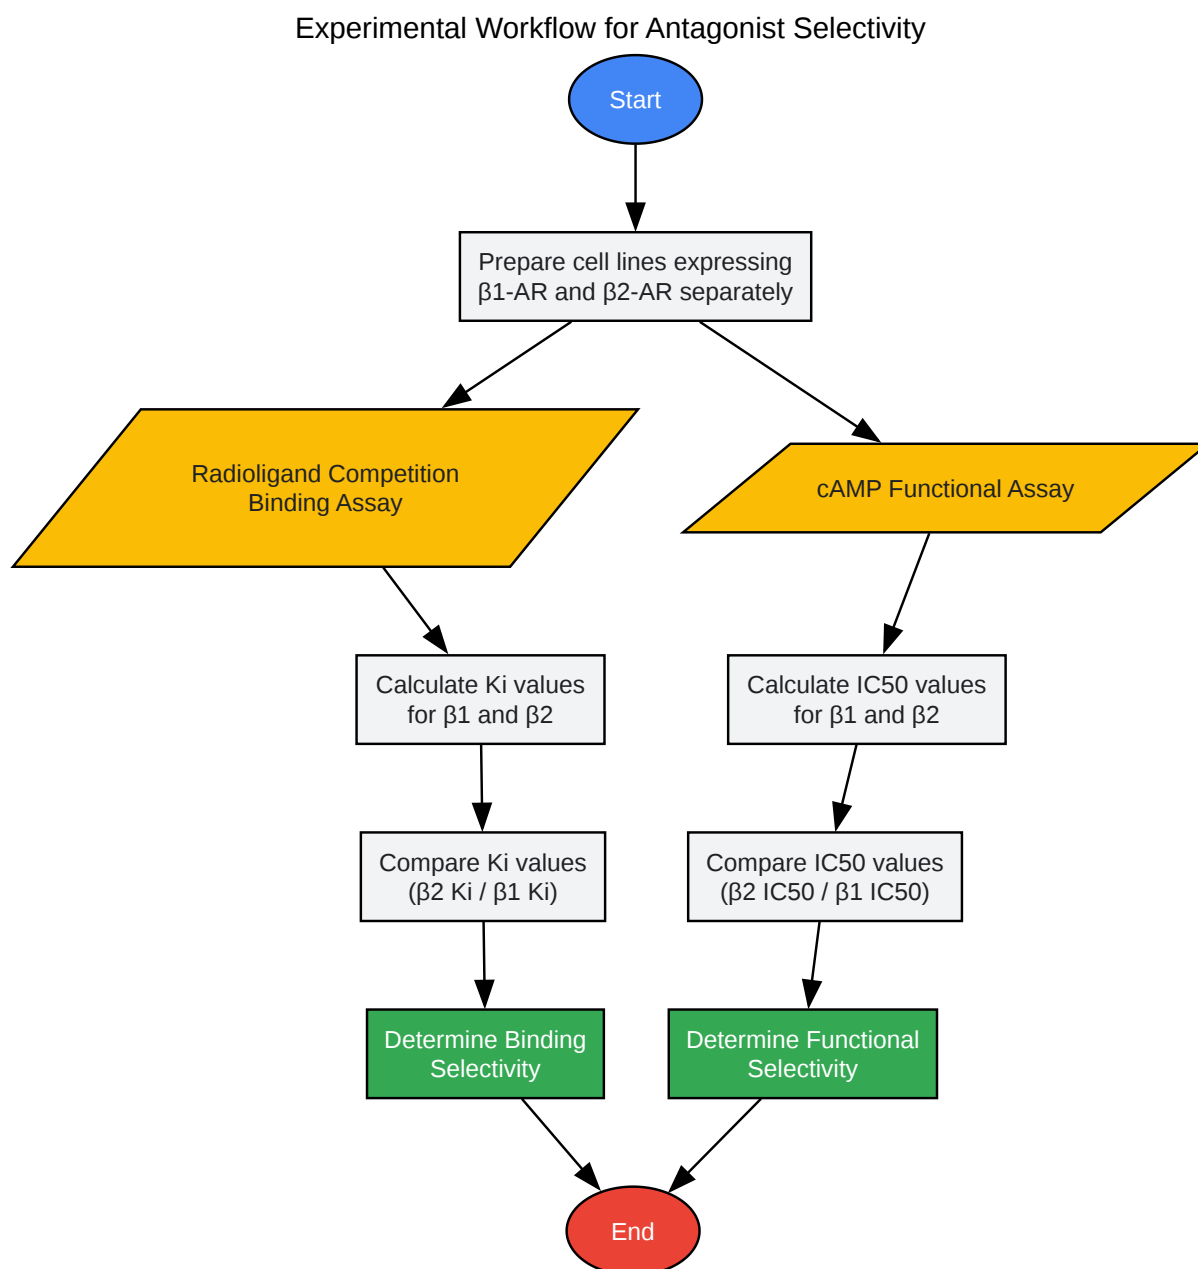 Experimental Workflow for Antagonist Selectivity
Start
Prepare cell lines expressing
β1-AR and β2-AR separately
Radioligand Competition
Binding Assay
cAMP Functional Assay
Calculate Ki values
for β1 and β2
Calculate IC50 values
for β1 and β2
Compare Ki values
(β2 Ki / β1 Ki)
Compare IC50 values
(β2 IC50 / β1 IC50)
Determine Binding
Selectivity
Determine Functional
Selectivity
End